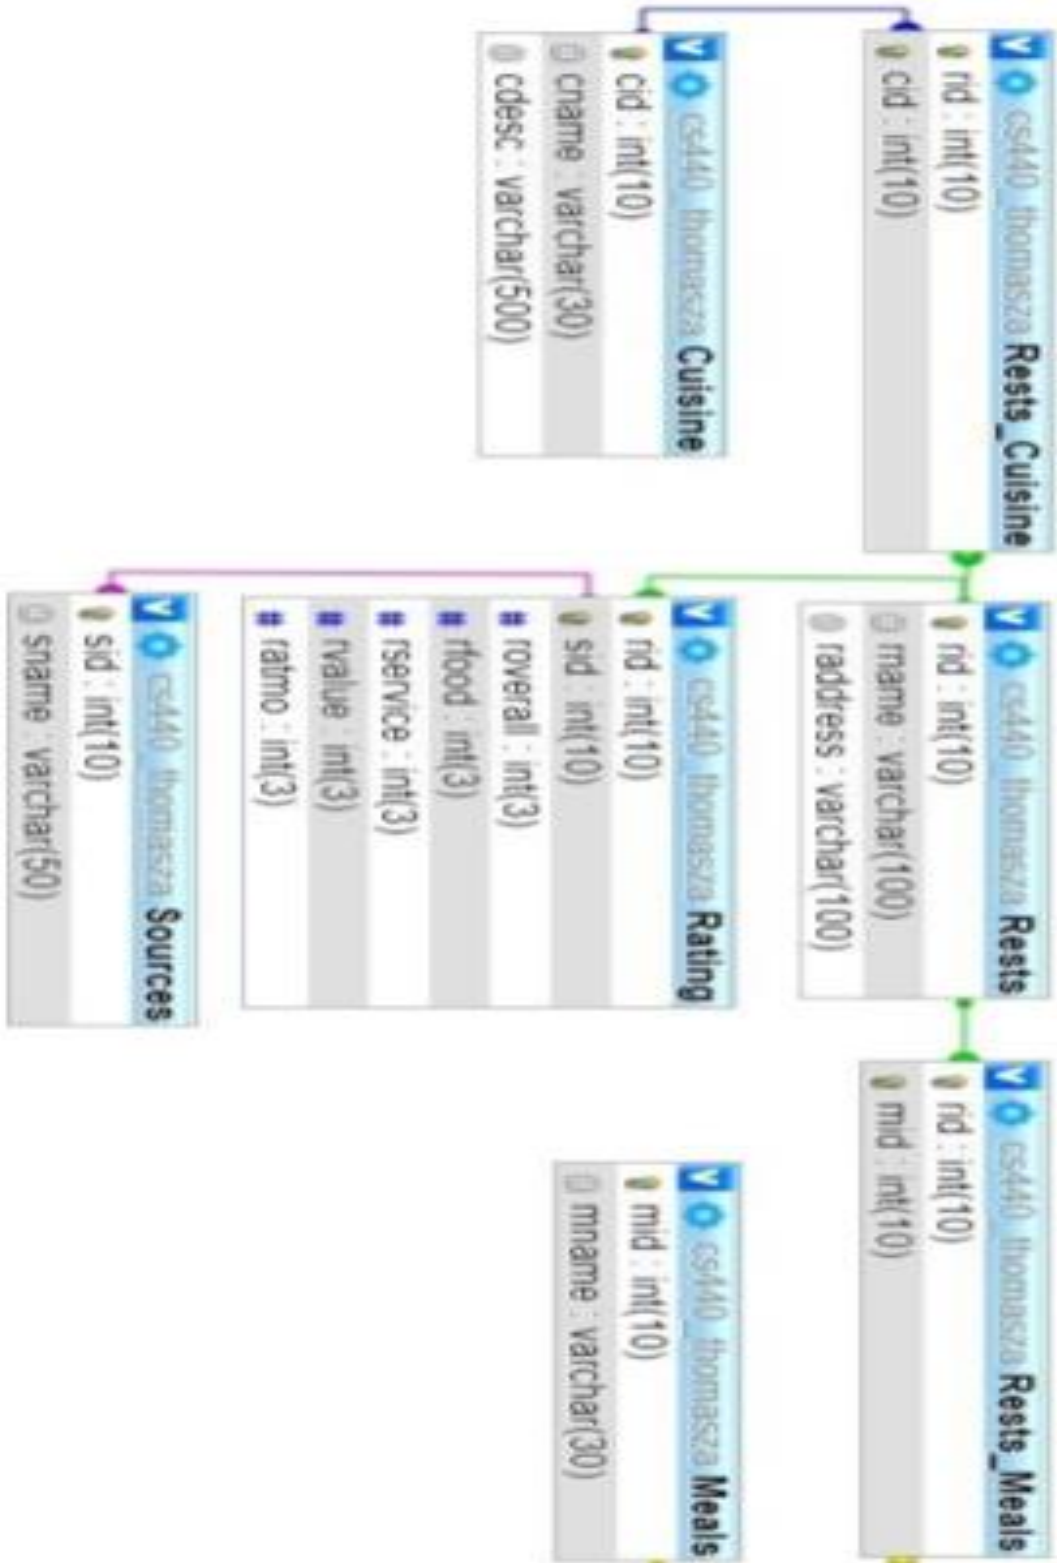 cs440_thomasza Rests_Cuisine
rid : int(10)
cid : int(10)
cs440_thomasza Rests
rid : int(10)
rname : varchar(100)
raddress : varchar(100)
cs440_thomasza Rests_Meals
rid : int(10)
mid : int(10)
cs440_thomasza Cuisine
cid : int(10)
cname : varchar(30)
cdesc : varchar(500)
cs440_thomasza Rating
rid : int(10)
sid : int(10)
roverall : int(3)
rfood : int(3)
rservice : int(3)
rvalue : int(3)
ratmo : int(3)
cs440_thomasza Meals
mid : int(10)
mname : varchar(30)
cs440_thomasza Sources
sid : int(10)
sname : varchar(50)